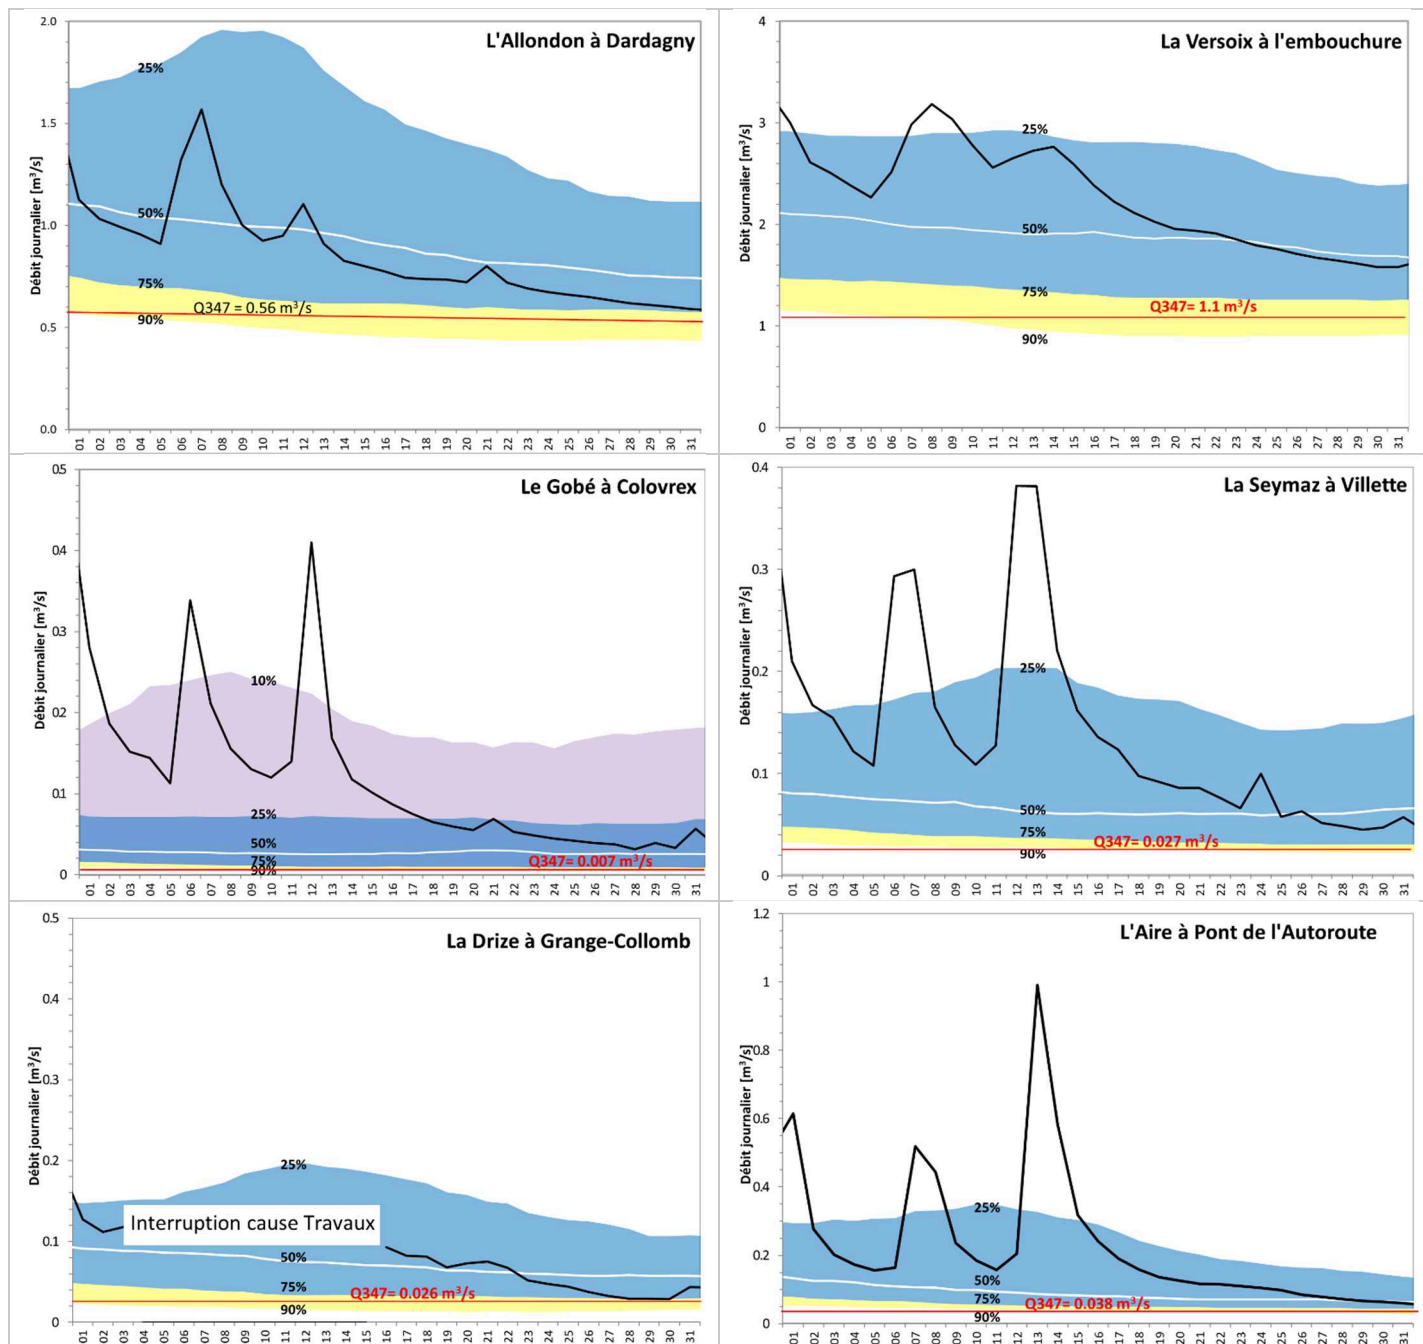 L'Allondon à Dardagny
Débit journalier [m³/s]
2.0
1.5
1.0
0.5
0.0
25%
50%
75%
90%
Q347 = 0.56 m³/s
01 02 03 04 05 06 07 08 09 10 11 12 13 14 15 16 17 18 19 20 21 22 23 24 25 26 27 28 29 30 31
La Versoix à l'embouchure
Débit journalier [m³/s]
4
3
2
1
0
25%
50%
75%
90%
Q347= 1.1 m³/s
01 02 03 04 05 06 07 08 09 10 11 12 13 14 15 16 17 18 19 20 21 22 23 24 25 26 27 28 29 30 31
Le Gobé à Colovrex
Débit journalier [m³/s]
0.5
0.4
0.3
0.2
0.1
0
10%
25%
50%
75%
90%
Q347= 0.007 m³/s
01 02 03 04 05 06 07 08 09 10 11 12 13 14 15 16 17 18 19 20 21 22 23 24 25 26 27 28 29 30 31
La Seymaz à Villette
Débit journalier [m³/s]
0.4
0.3
0.2
0.1
0
25%
50%
75%
90%
Q347= 0.027 m³/s
01 02 03 04 05 06 07 08 09 10 11 12 13 14 15 16 17 18 19 20 21 22 23 24 25 26 27 28 29 30 31
La Drize à Grange-Collomb
Débit journalier [m³/s]
0.5
0.4
0.3
0.2
0.1
0
25%
Interruption cause Travaux
50%
75%
90%
Q347= 0.026 m³/s
01 02 03 04 05 06 07 08 09 10 11 12 13 14 15 16 17 18 19 20 21 22 23 24 25 26 27 28 29 30 31
L'Aire à Pont de l'Autoroute
Débit journalier [m³/s]
1.2
1
0.8
0.6
0.4
0.2
0
25%
50%
75%
90%
Q347= 0.038 m³/s
01 02 03 04 05 06 07 08 09 10 11 12 13 14 15 16 17 18 19 20 21 22 23 24 25 26 27 28 29 30 31